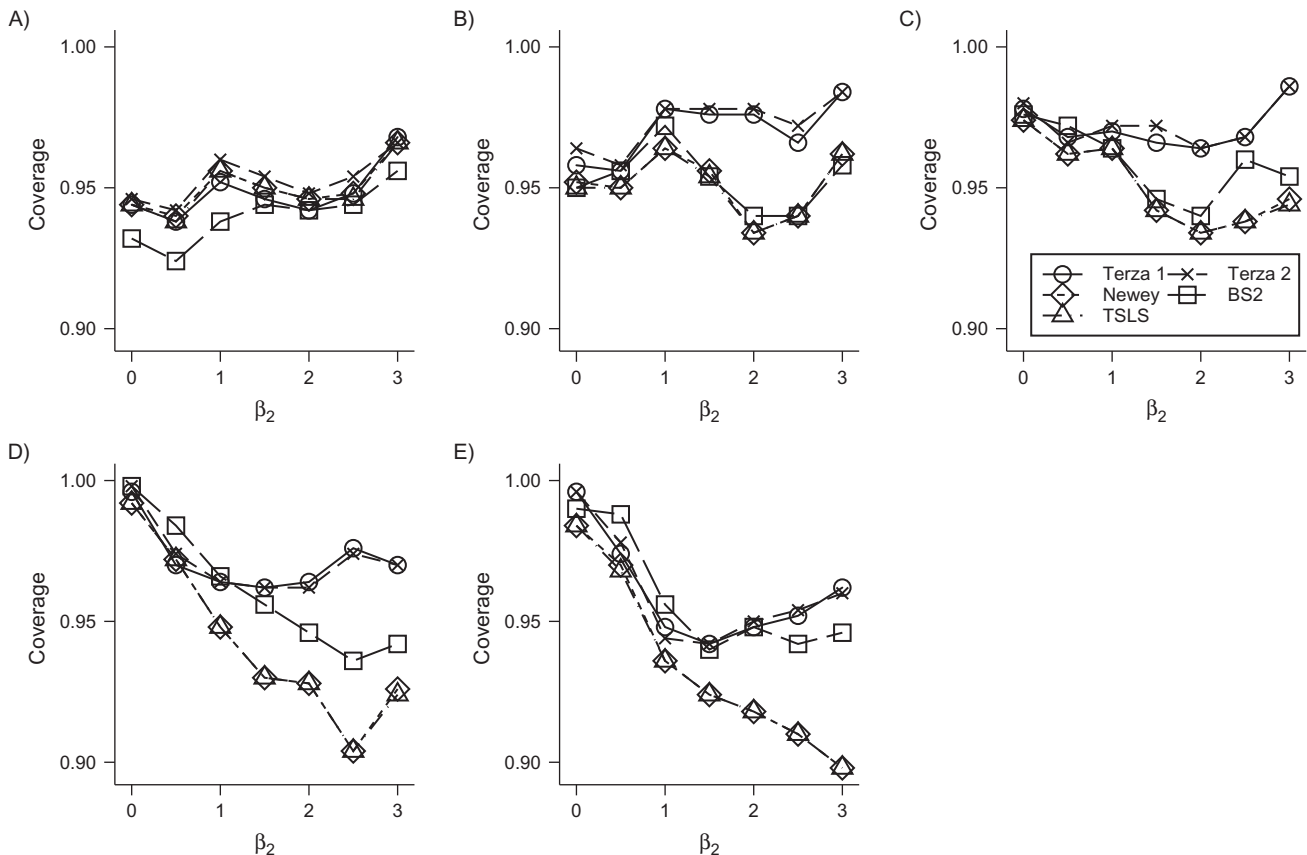 A)
1.00
0.95
0.90
Coverage
0 1 2 3
β2
B)
1.00
0.95
0.90
Coverage
0 1 2 3
β2
C)
1.00
0.95
0.90
Coverage
Terza 1 Terza 2
Newey BS2
TSLS
0 1 2 3
β2
D)
1.00
0.95
0.90
Coverage
0 1 2 3
β2
E)
1.00
0.95
0.90
Coverage
0 1 2 3
β2